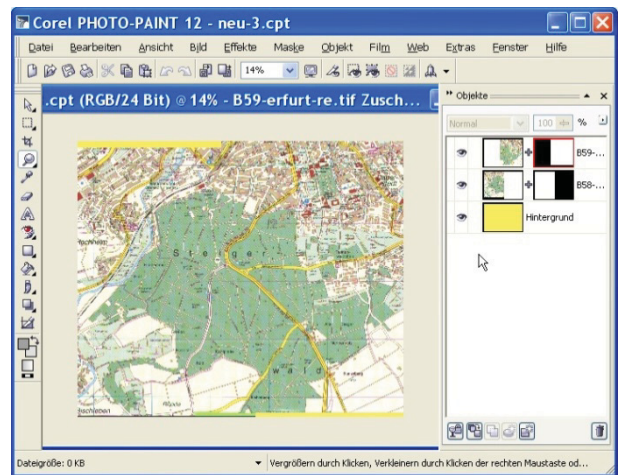 Corel PHOTO-PAINT 12 - neu-3.cpt
Datei Bearbeiten Ansicht Bild Effekte Maske Objekt Film Web Extras Fenster Hilfe
14%
.cpt (RGB/24 Bit) @ 14% - B59-erfurt-re.tif Zusch...
Objekte
Normal 100 %
B59-...
B58-...
Hintergrund
S t e i g e r
w a l d
Dateigröße: 0 KB
Vergrößern durch Klicken, Verkleinern durch Klicken der rechten Maustaste od...